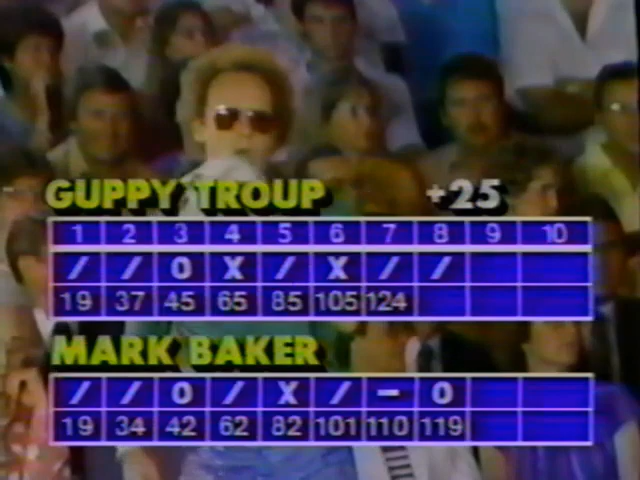 GUPPY TROUP +25
1 2 3 4 5 6 7 8 9 10
/ / O X / X / /
19 37 45 65 85 105 124
MARK BAKER
/ / O / X / - O
19 34 42 62 82 101 110 119